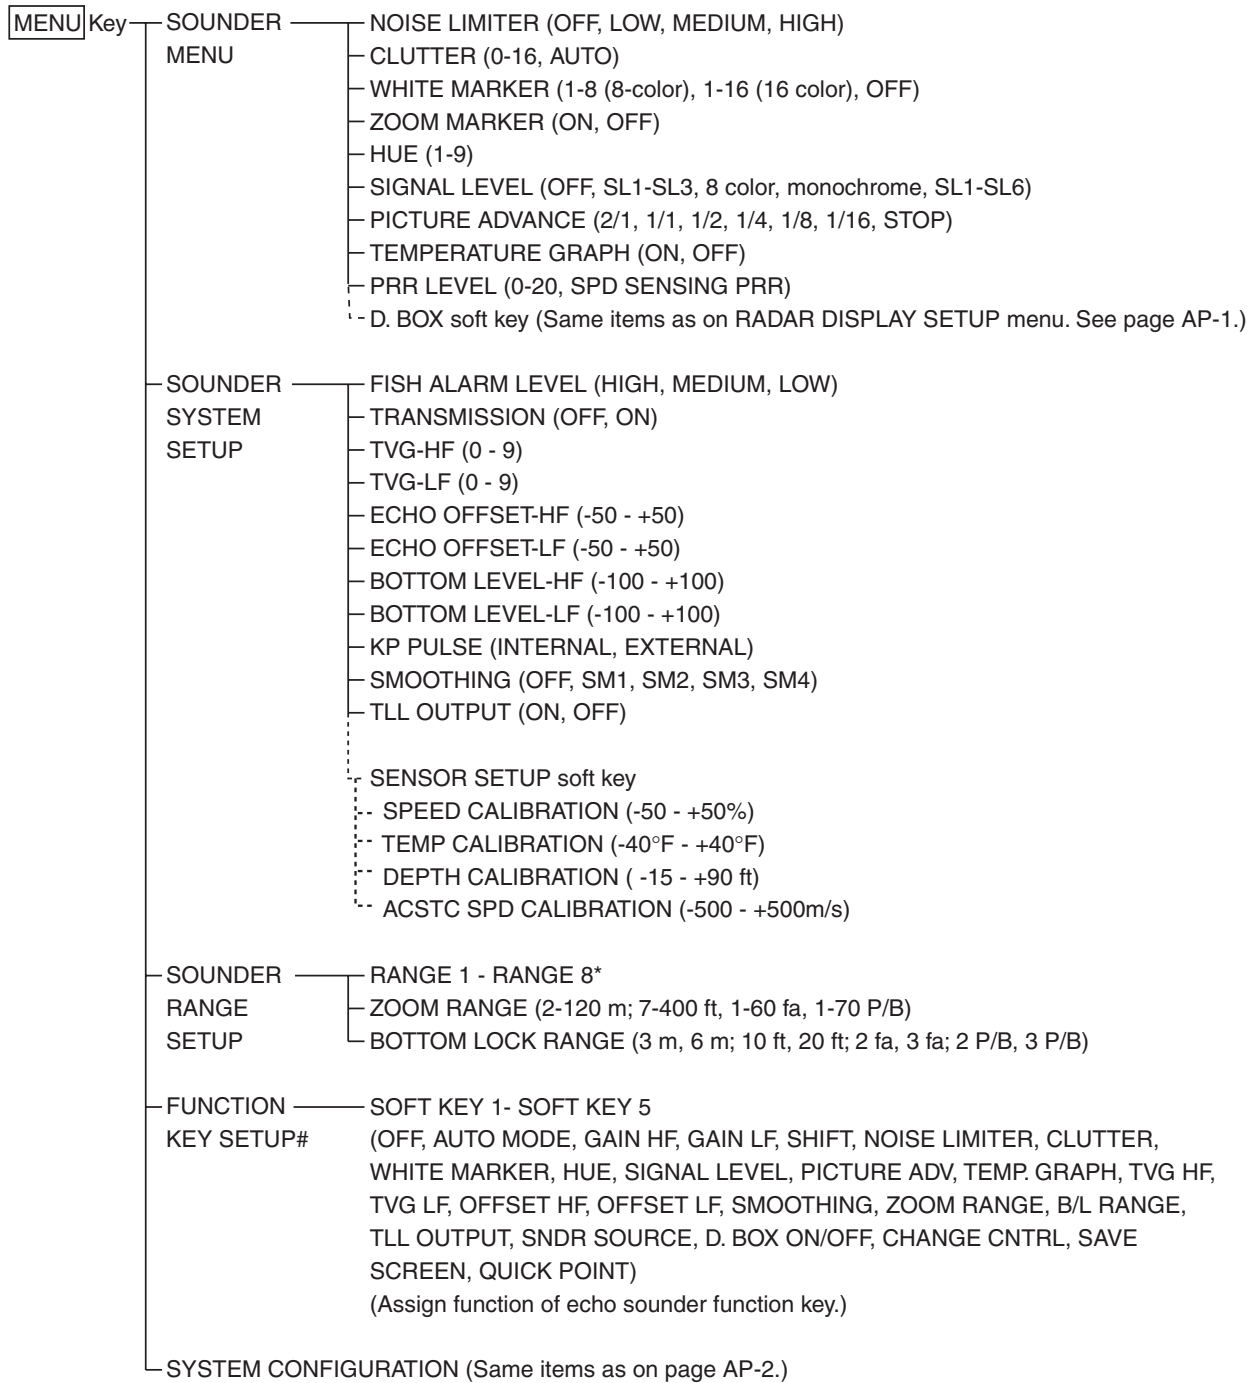 MENU Key SOUNDER NOISE LIMITER (OFF, LOW, MEDIUM, HIGH)
MENU CLUTTER (0-16, AUTO)
WHITE MARKER (1-8 (8-color), 1-16 (16 color), OFF)
ZOOM MARKER (ON, OFF)
HUE (1-9)
SIGNAL LEVEL (OFF, SL1-SL3, 8 color, monochrome, SL1-SL6)
PICTURE ADVANCE (2/1, 1/1, 1/2, 1/4, 1/8, 1/16, STOP)
TEMPERATURE GRAPH (ON, OFF)
PRR LEVEL (0-20, SPD SENSING PRR)
D. BOX soft key (Same items as on RADAR DISPLAY SETUP menu. See page AP-1.)
SOUNDER FISH ALARM LEVEL (HIGH, MEDIUM, LOW)
SYSTEM TRANSMISSION (OFF, ON)
SETUP TVG-HF (0 - 9)
TVG-LF (0 - 9)
ECHO OFFSET-HF (-50 - +50)
ECHO OFFSET-LF (-50 - +50)
BOTTOM LEVEL-HF (-100 - +100)
BOTTOM LEVEL-LF (-100 - +100)
KP PULSE (INTERNAL, EXTERNAL)
SMOOTHING (OFF, SM1, SM2, SM3, SM4)
TLL OUTPUT (ON, OFF)
SENSOR SETUP soft key
SPEED CALIBRATION (-50 - +50%)
TEMP CALIBRATION (-40°F - +40°F)
DEPTH CALIBRATION ( -15 - +90 ft)
ACSTC SPD CALIBRATION (-500 - +500m/s)
SOUNDER RANGE 1 - RANGE 8*
RANGE ZOOM RANGE (2-120 m; 7-400 ft, 1-60 fa, 1-70 P/B)
SETUP BOTTOM LOCK RANGE (3 m, 6 m; 10 ft, 20 ft; 2 fa, 3 fa; 2 P/B, 3 P/B)
FUNCTION SOFT KEY 1- SOFT KEY 5
KEY SETUP# (OFF, AUTO MODE, GAIN HF, GAIN LF, SHIFT, NOISE LIMITER, CLUTTER,
WHITE MARKER, HUE, SIGNAL LEVEL, PICTURE ADV, TEMP. GRAPH, TVG HF,
TVG LF, OFFSET HF, OFFSET LF, SMOOTHING, ZOOM RANGE, B/L RANGE,
TLL OUTPUT, SNDR SOURCE, D. BOX ON/OFF, CHANGE CNTRL, SAVE
SCREEN, QUICK POINT)
(Assign function of echo sounder function key.)
SYSTEM CONFIGURATION (Same items as on page AP-2.)